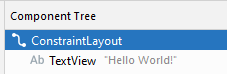 Component Tree
ConstraintLayout
Ab TextView "Hello World!"